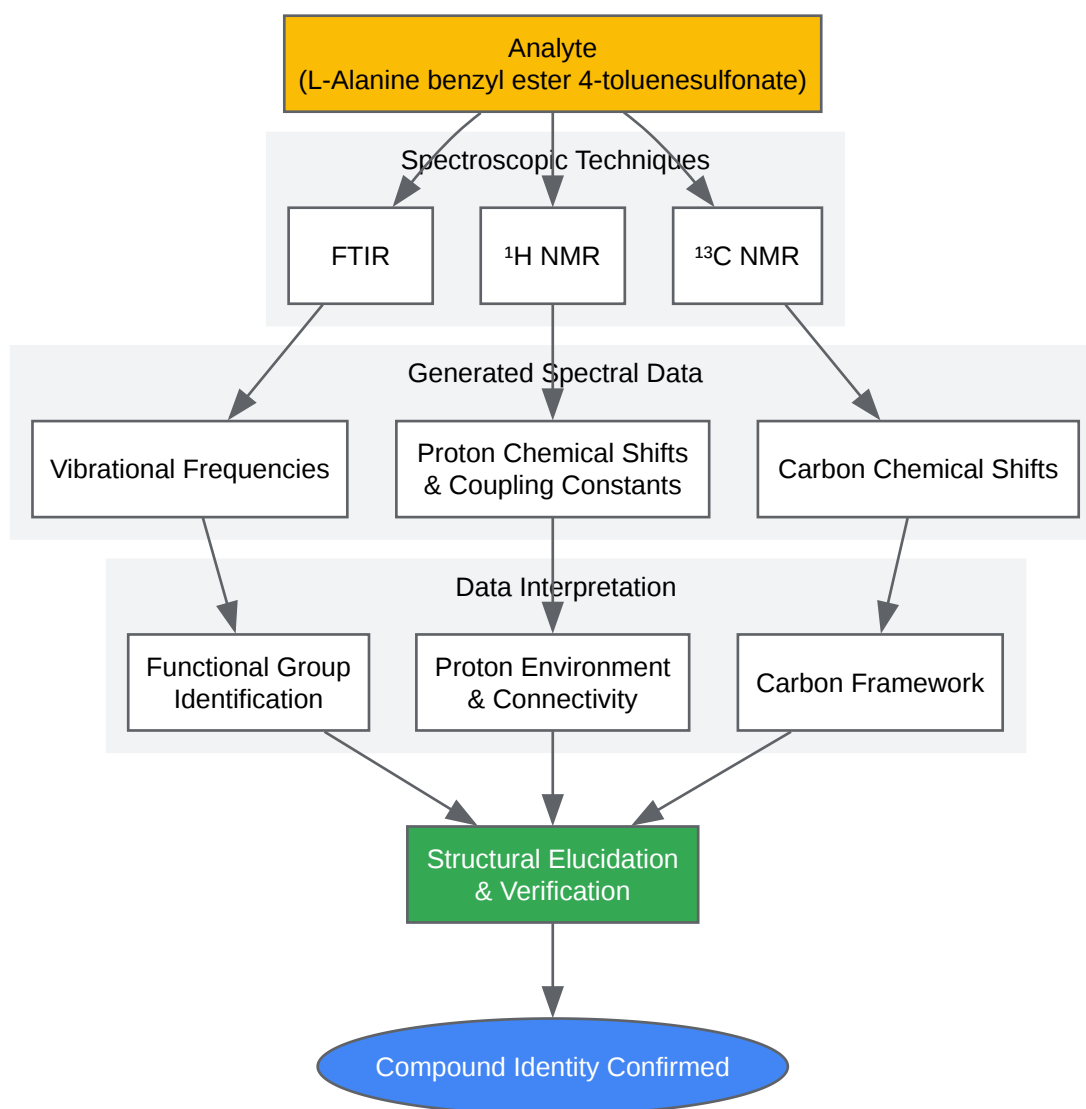 Analyte
(L-Alanine benzyl ester 4-toluenesulfonate)
Spectroscopic Techniques
FTIR
¹H NMR
¹³C NMR
Generated Spectral Data
Vibrational Frequencies
Proton Chemical Shifts
& Coupling Constants
Carbon Chemical Shifts
Data Interpretation
Functional Group
Identification
Proton Environment
& Connectivity
Carbon Framework
Structural Elucidation
& Verification
Compound Identity Confirmed